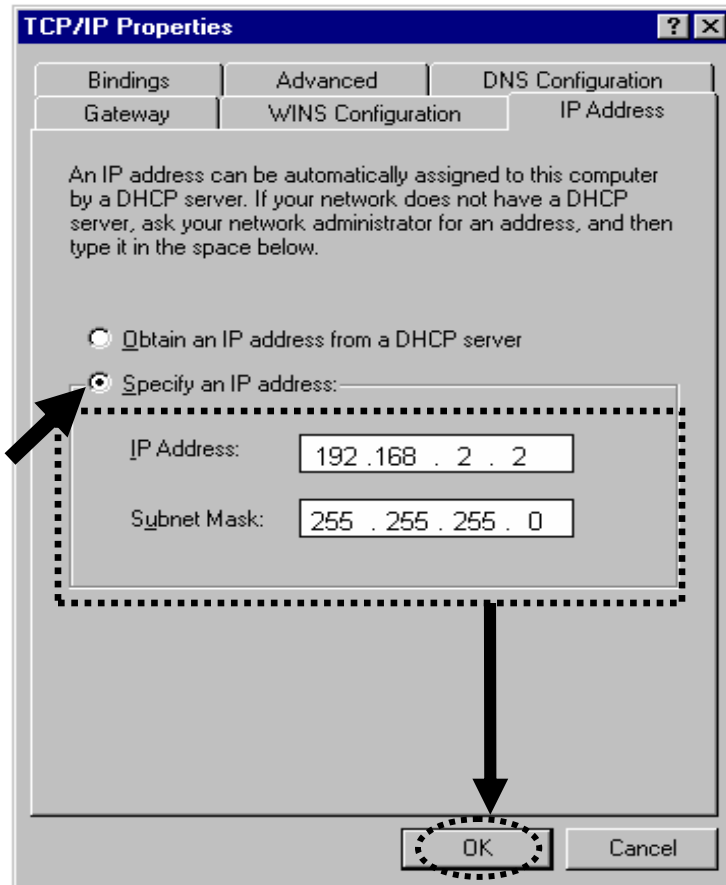 TCP/IP Properties ? X
Bindings Advanced DNS Configuration
Gateway WINS Configuration IP Address
An IP address can be automatically assigned to this computer
by a DHCP server. If your network does not have a DHCP
server, ask your network administrator for an address, and then
type it in the space below.
Obtain an IP address from a DHCP server
Specify an IP address:
IP Address: 192 .168 . 2 . 2
Subnet Mask: 255 . 255 . 255 . 0
OK Cancel